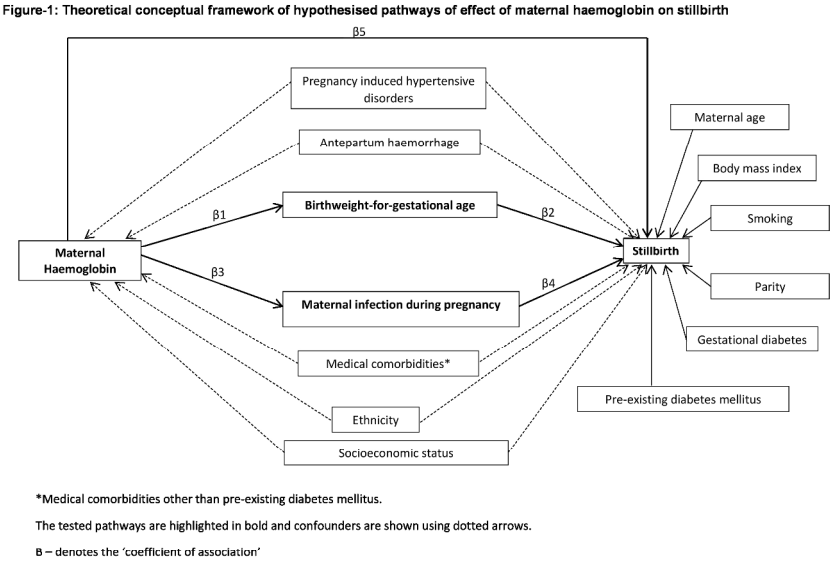 Figure-1: Theoretical conceptual framework of hypothesised pathways of effect of maternal haemoglobin on stillbirth
β5
Pregnancy induced hypertensive
disorders
Maternal age
Antepartum haemorrhage
Body mass index
Birthweight-for-gestational age
β1
β2
Smoking
Maternal
Haemoglobin
Stillbirth
β3
β4
Parity
Maternal infection during pregnancy
Gestational diabetes
Medical comorbidities*
Pre-existing diabetes mellitus
Ethnicity
Socioeconomic status
*Medical comorbidities other than pre-existing diabetes mellitus.
The tested pathways are highlighted in bold and confounders are shown using dotted arrows.
B – denotes the ‘coefficient of association’